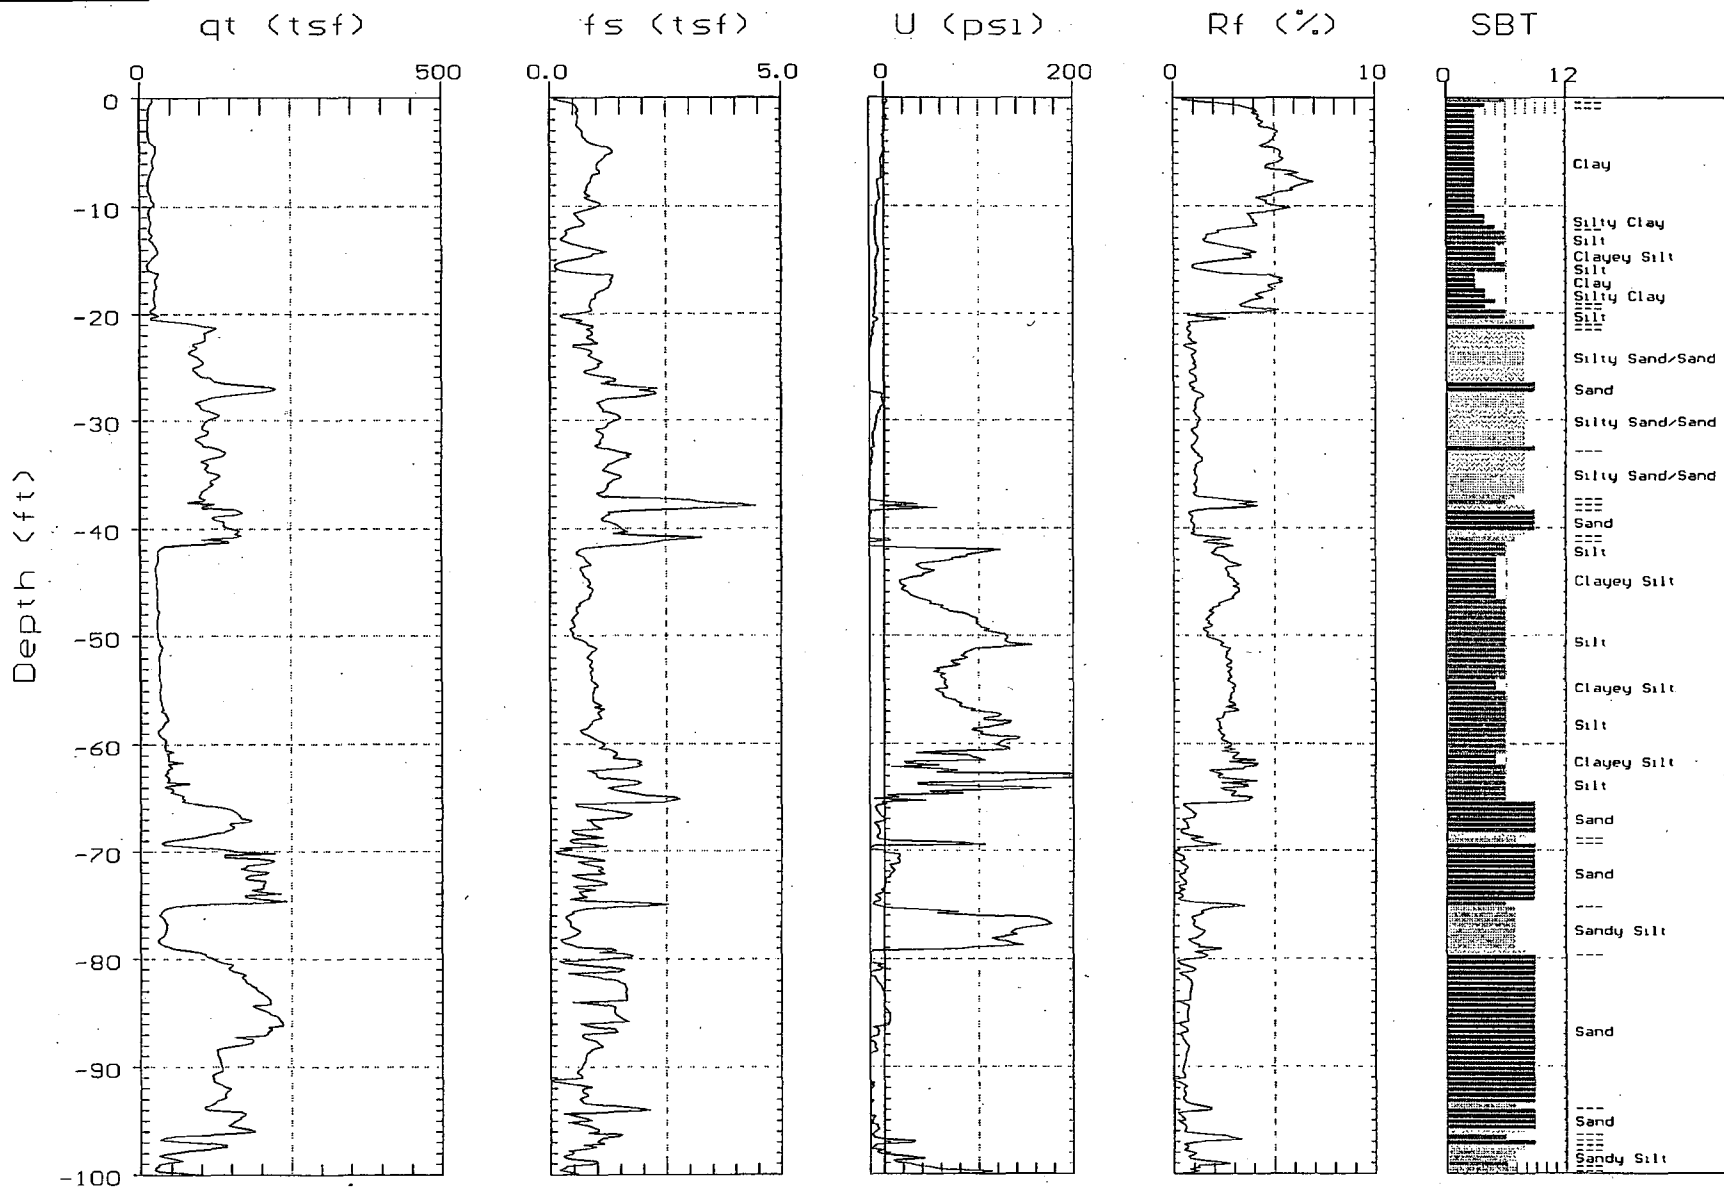 qt (tsf) fs (tsf) U (psi) Rf (%) SBT
0 500 0.0 5.0 0 200 0 10 0 12
Depth (ft)
0
-10
-20
-30
-40
-50
-60
-70
-80
-90
-100
---
Clay
Silty Clay
---
Silt
Clayey Silt
Silt
Clay
Silty Clay
---
Silt
---
Silty Sand/Sand
Sand
Silty Sand/Sand
---
Silty Sand/Sand
---
Sand
---
Silt
Clayey Silt
Silt
Clayey Silt
Silt
Clayey Silt
Silt
Sand
---
Sand
---
Sandy Silt
---
Sand
---
Sand
---
Sandy Silt
---